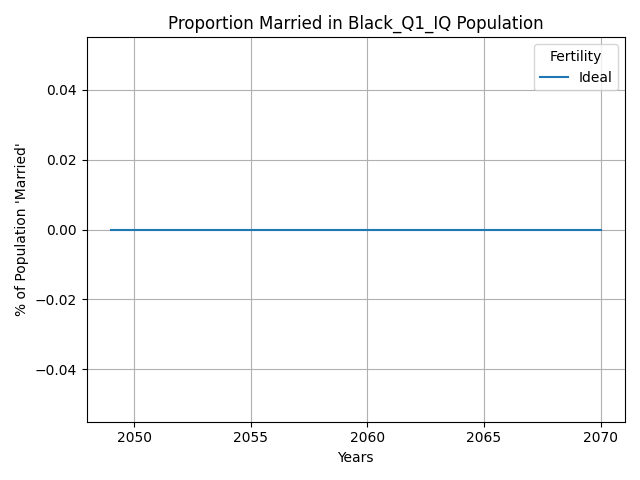 Proportion Married in Black_Q1_IQ Population
Fertility
Ideal
% of Population 'Married'
0.04
0.02
0.00
−0.02
−0.04
2050 2055 2060 2065 2070
Years